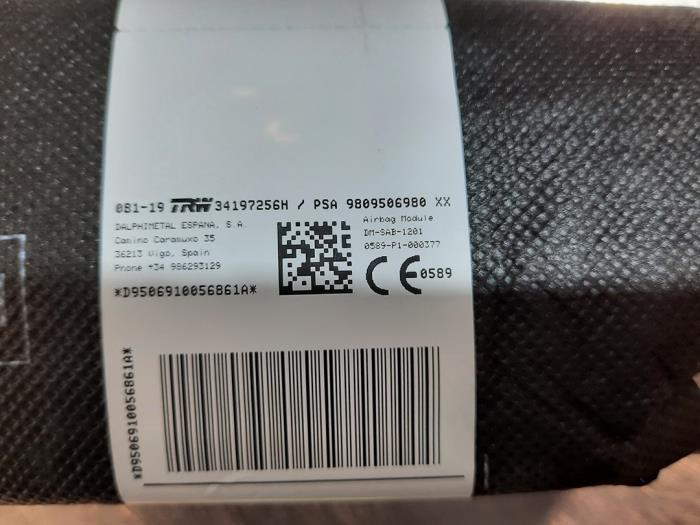 081-19 TRW 34197256H / PSA 9809506980 XX
DALPHIMETAL ESPANA, S.A.
Camino Caramuxo 35
36213 Vigo, Spain
Phone +34 986293129
*D9506910056861A*
Airbag Module
DM-SAB-1201
0589-P1-000377
CE 0589
*D9506910056861A*